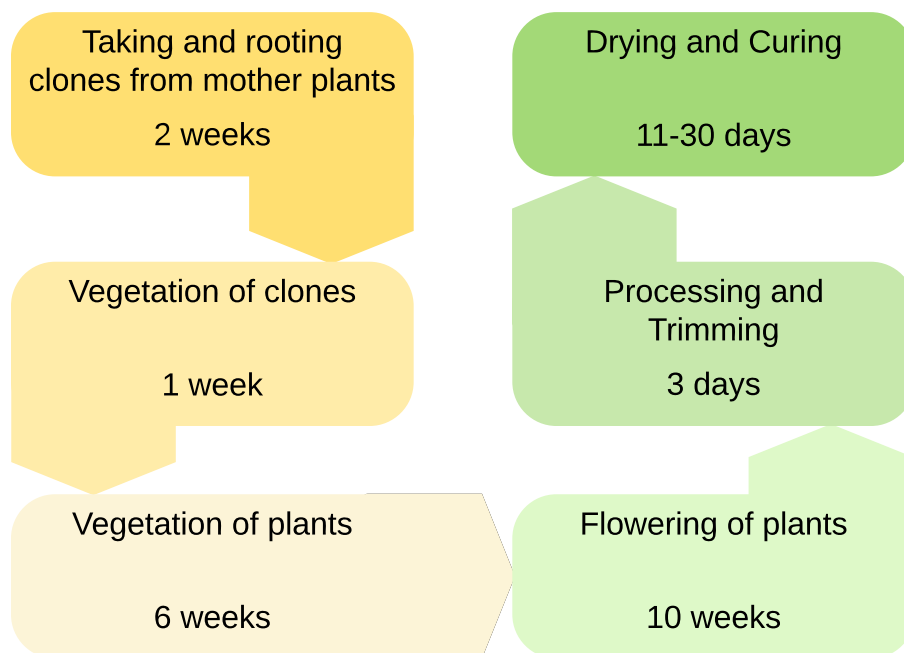 Taking and rooting
clones from mother plants
2 weeks
Vegetation of clones
1 week
Vegetation of plants
6 weeks
Flowering of plants
10 weeks
Processing and
Trimming
3 days
Drying and Curing
11-30 days